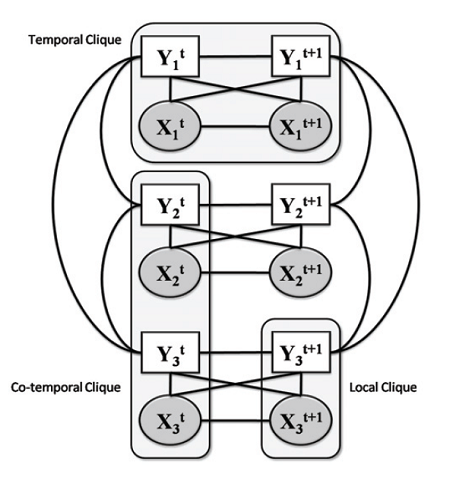 Temporal Clique
Y₁ᵗ Y₁ᵗ⁺¹
X₁ᵗ X₁ᵗ⁺¹
Y₂ᵗ Y₂ᵗ⁺¹
X₂ᵗ X₂ᵗ⁺¹
Y₃ᵗ Y₃ᵗ⁺¹
Co-temporal Clique Local Clique
X₃ᵗ X₃ᵗ⁺¹